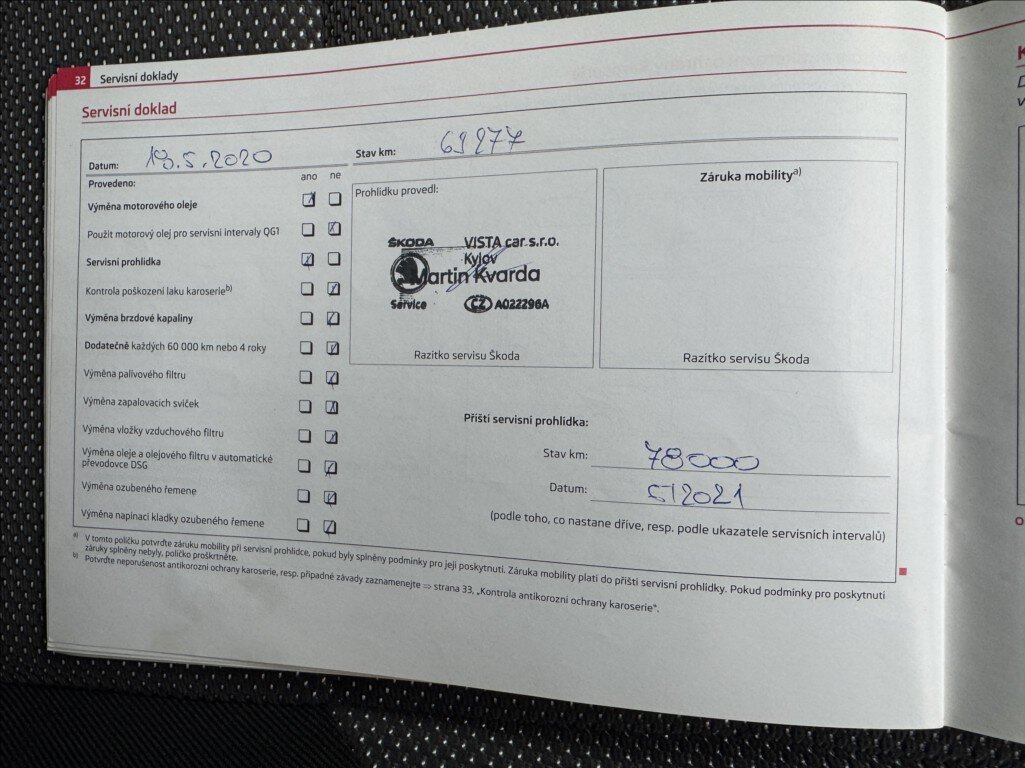 32 Servisní doklady
Servisní doklad
Datum: 19.5.2020 Stav km: 69277
Provedeno: ano ne
Výměna motorového oleje
Použit motorový olej pro servisní intervaly QG1
Servisní prohlídka
Kontrola poškození laku karoserie b)
Výměna brzdové kapaliny
Dodatečně každých 60 000 km nebo 4 roky
Výměna palivového filtru
Výměna zapalovacích svíček
Výměna vložky vzduchového filtru
Výměna oleje a olejového filtru v automatické
převodovce DSG
Výměna ozubeného řemene
Výměna napínací kladky ozubeného řemene
Prohlídku provedl:
ŠKODA VISTA car s.r.o.
Kyjov
Martin Kvarda
Service CZ A022296A
Razítko servisu Škoda
Záruka mobility a)
Razítko servisu Škoda
Příští servisní prohlídka:
Stav km: 78000
Datum: 5/2021
(podle toho, co nastane dříve, resp. podle ukazatele servisních intervalů)
a) V tomto políčku potvrďte záruku mobility při servisní prohlídce, pokud byly splněny podmínky pro její poskytnutí. Záruka mobility platí do příští servisní prohlídky. Pokud podmínky pro poskytnutí
záruky splněny nebyly, políčko proškrtněte.
b) Potvrďte neporušenost antikorozní ochrany karoserie, resp. případné závady zaznamenejte ⇒ strana 33, „Kontrola antikorozní ochrany karoserie“.